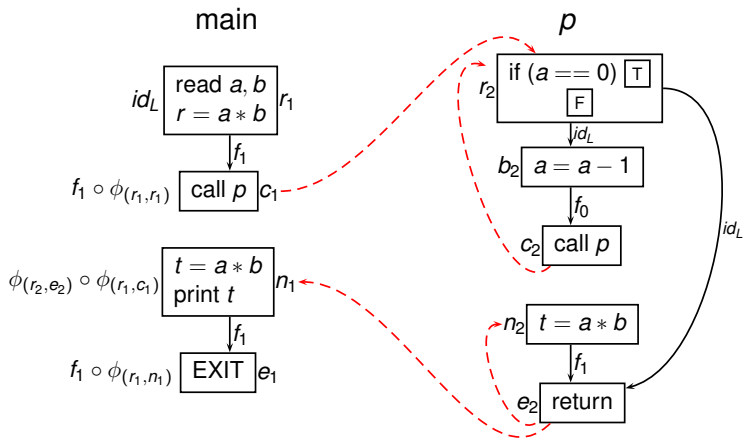 main
p
id_L
read a, b
r = a ∗ b
r_1
f_1
f_1 ∘ ϕ_(r_1,r_1)
call p
c_1
ϕ_(r_2,e_2) ∘ ϕ_(r_1,c_1)
t = a ∗ b
print t
n_1
f_1
f_1 ∘ ϕ_(r_1,n_1)
EXIT
e_1
r_2
if (a == 0) T
F
id_L
b_2
a = a − 1
f_0
c_2
call p
id_L
n_2
t = a ∗ b
f_1
e_2
return